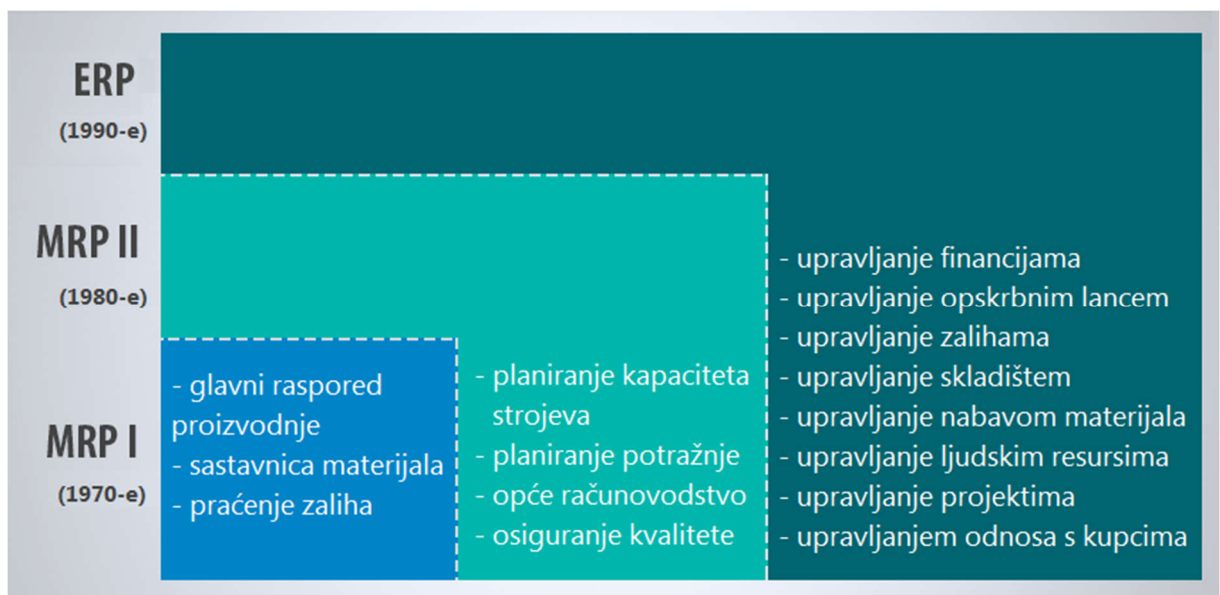 ERP
(1990-e)
MRP II
(1980-e)
MRP I
(1970-e)
- glavni raspored
proizvodnje
- sastavnica materijala
- praćenje zaliha
- planiranje kapaciteta
strojeva
- planiranje potražnje
- opće računovodstvo
- osiguranje kvalitete
- upravljanje financijama
- upravljanje opskrbnim lancem
- upravljanje zalihama
- upravljanje skladištem
- upravljanje nabavom materijala
- upravljanje ljudskim resursima
- upravljanje projektima
- upravljanjem odnosa s kupcima